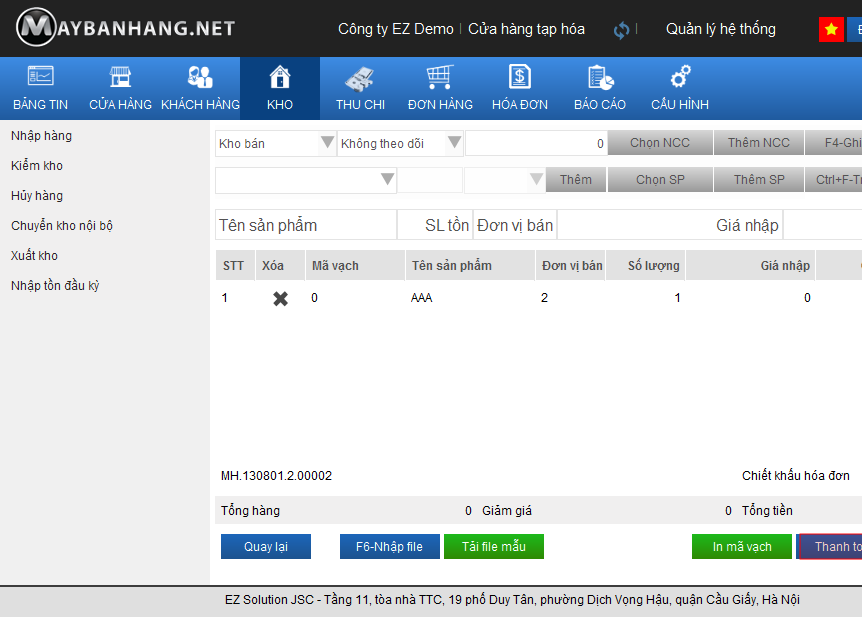 MAYBANHANG.NET Công ty EZ Demo | Cửa hàng tạp hóa | Quản lý hệ thống
BẢNG TIN CỬA HÀNG KHÁCH HÀNG KHO THU CHI ĐƠN HÀNG HÓA ĐƠN BÁO CÁO CẤU HÌNH
Nhập hàng
Kiểm kho
Hủy hàng
Chuyển kho nội bộ
Xuất kho
Nhập tồn đầu kỳ
Kho bán Không theo dõi 0 Chọn NCC Thêm NCC F4-Ghi
Thêm Chọn SP Thêm SP
Tên sản phẩm SL tồn Đơn vị bán Giá nhập
STT Xóa Mã vạch Tên sản phẩm Đơn vị bán Số lượng Giá nhập
1 0 AAA 2 1 0
MH.130801.2.00002 Chiết khấu hóa đơn
Tổng hàng 0 Giảm giá 0 Tổng tiền
Quay lại F6-Nhập file Tải file mẫu In mã vạch Thanh
EZ Solution JSC - Tầng 11, tòa nhà TTC, 19 phố Duy Tân, phường Dịch Vọng Hậu, quận Cầu Giấy, Hà Nội